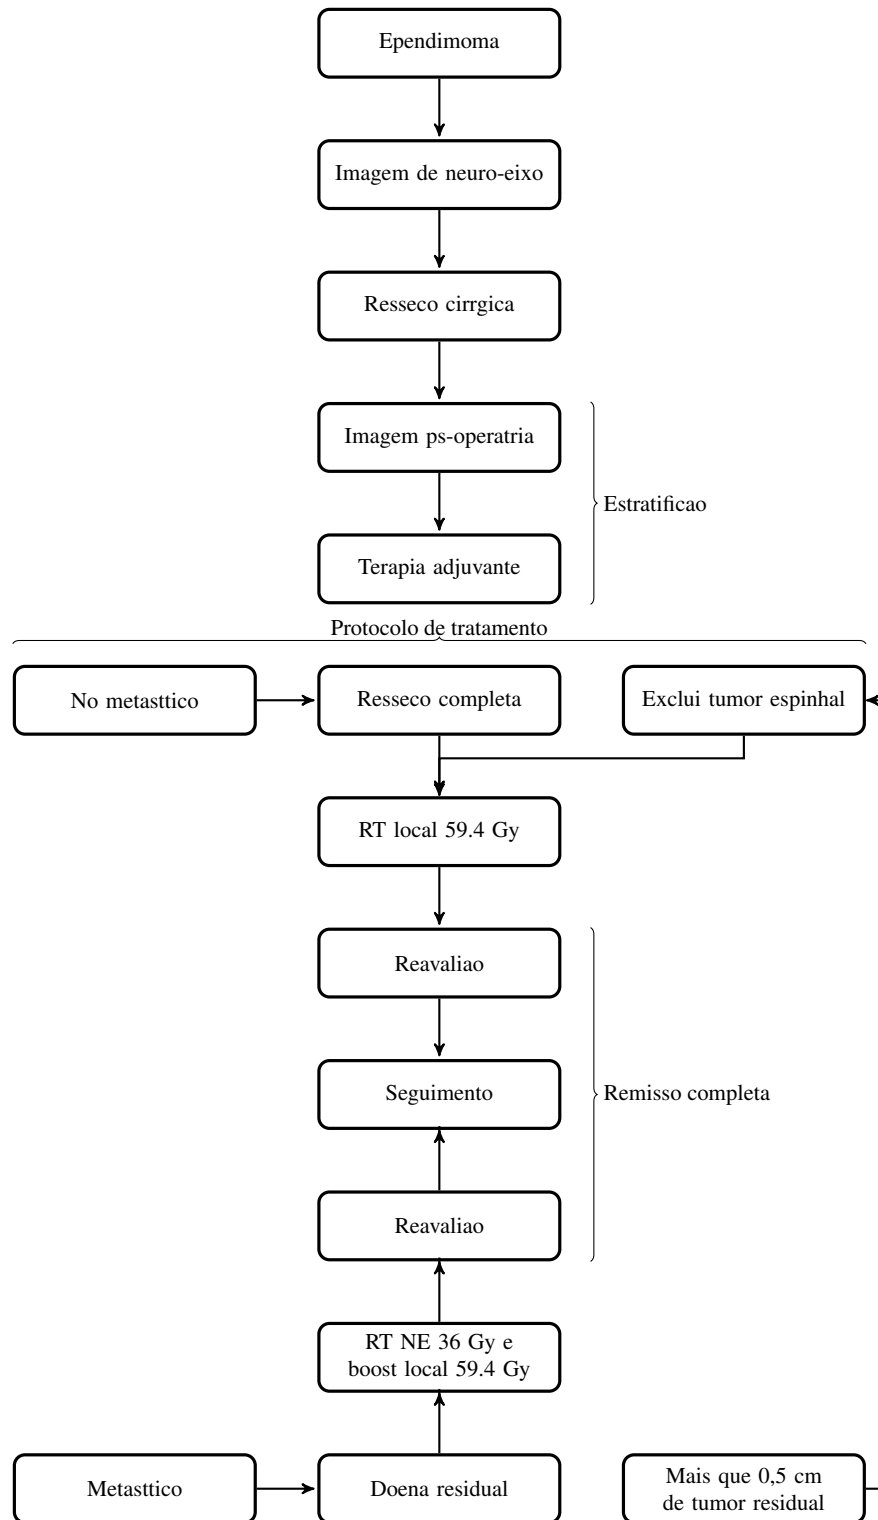 Ependimoma
Imagem de neuro-eixo
Resseco cirrgica
Imagem ps-operatria
Estratificao
Terapia adjuvante
Protocolo de tratamento
No metasttico
Resseco completa
Exclui tumor espinhal
RT local 59.4 Gy
Reavaliao
Seguimento
Remisso completa
Reavaliao
RT NE 36 Gy e
boost local 59.4 Gy
Metasttico
Doena residual
Mais que 0,5 cm
de tumor residual